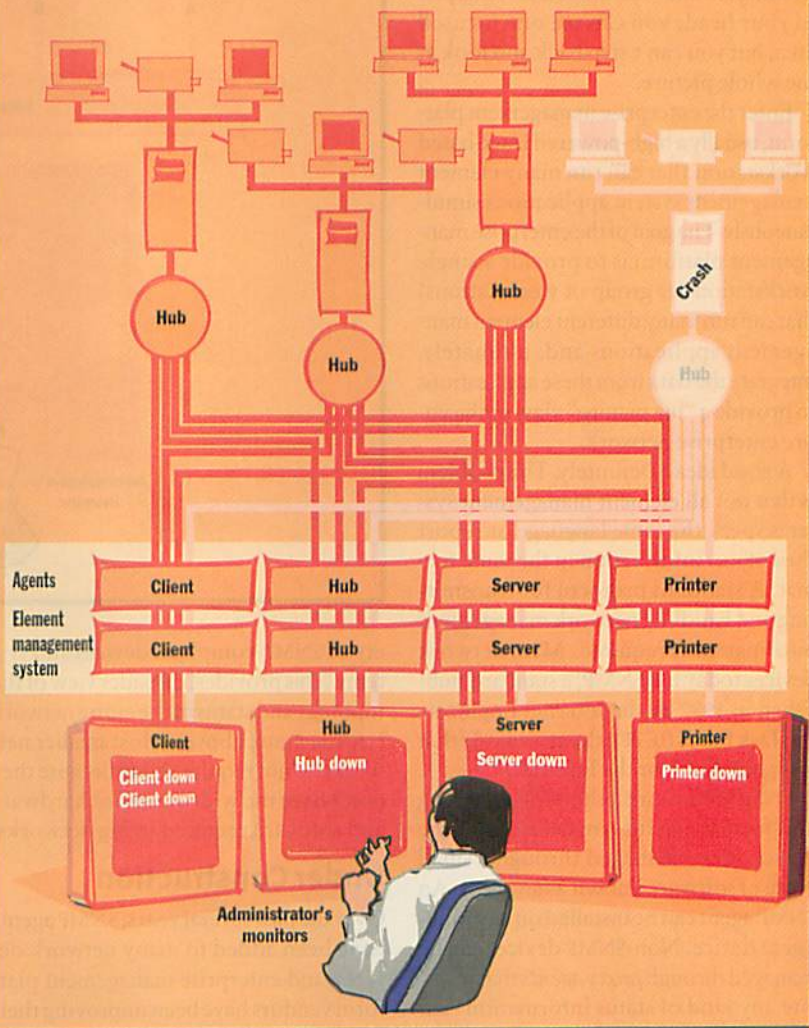 Crash
Hub
Hub
Hub
Hub
Agents
Client
Hub
Server
Printer
Element
management
system
Client
Hub
Server
Printer
Client
Client down
Client down
Hub
Hub down
Server
Server down
Printer
Printer down
Administrator's
monitors